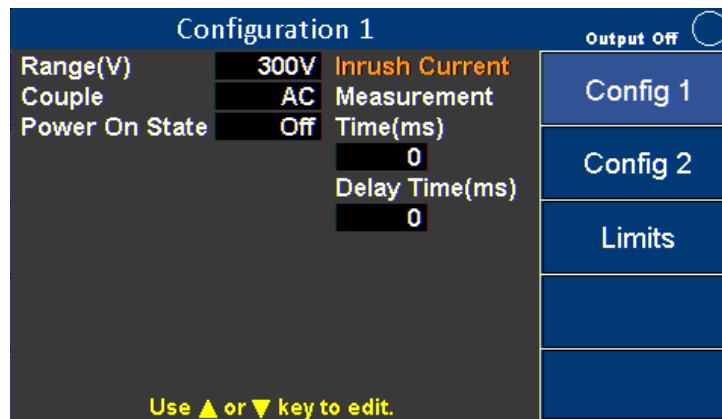 Configuration 1
Output Off
Range(V) 300V
Couple AC
Power On State Off
Inrush Current
Measurement
Time(ms)
0
Delay Time(ms)
0
Config 1
Config 2
Limits
Use ▲ or ▼ key to edit.